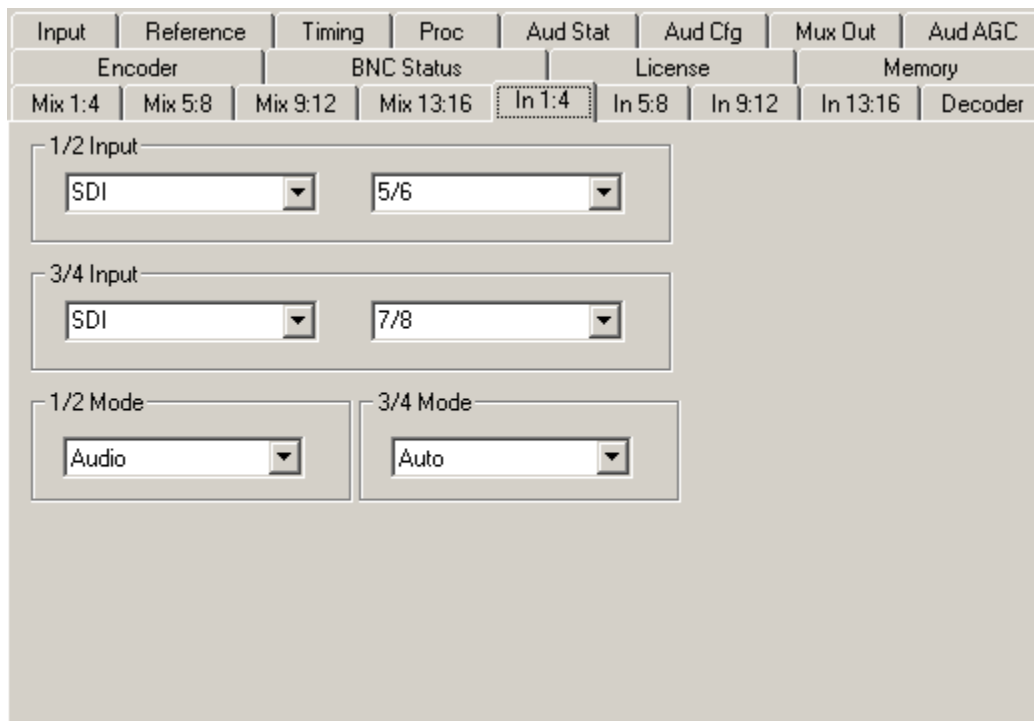 Input Reference Timing Proc Aud Stat Aud Cfg Mux Out Aud AGC
Encoder BNC Status License Memory
Mix 1:4 Mix 5:8 Mix 9:12 Mix 13:16 In 1:4 In 5:8 In 9:12 In 13:16 Decoder
1/2 Input
SDI 5/6
3/4 Input
SDI 7/8
1/2 Mode 3/4 Mode
Audio Auto